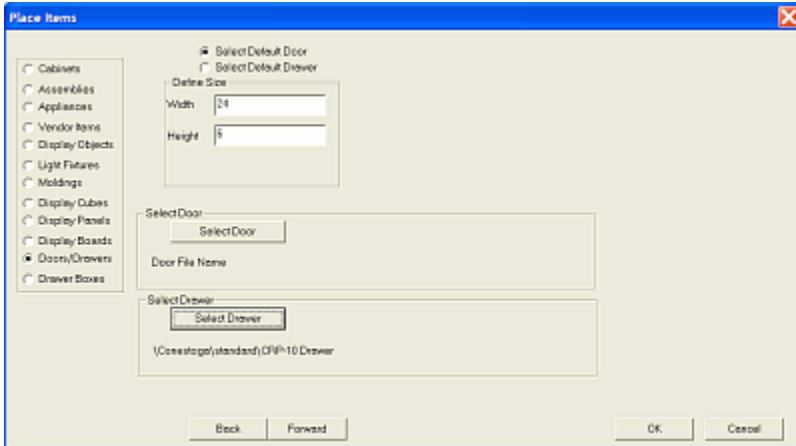 Place Items
Select Default Door
Select Default Drawer
Cabinets
Assemblies
Appliances
Vendor Items
Display Objects
Light Fixtures
Moldings
Display Cubes
Display Panels
Display Boards
Doors/Drawers
Drawer Boxes
Define Size
Width 24
Height 6
Select Door
Select Door
Door File Name
Select Drawer
Select Drawer
\Conestoga\standard\CRP-10 Drawer
Back Forward OK Cancel